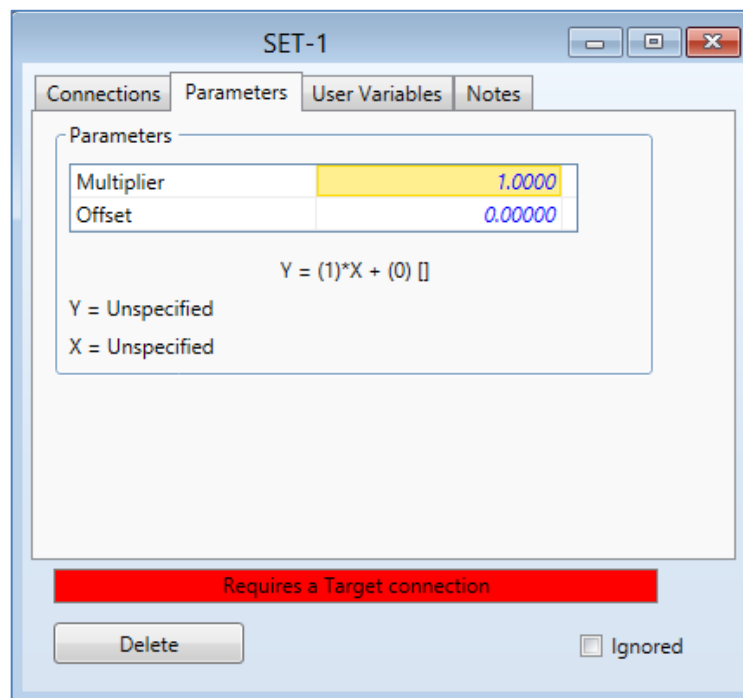 SET-1
Connections Parameters User Variables Notes
Parameters
Multiplier 1.0000
Offset 0.00000
Y = (1)*X + (0) []
Y = Unspecified
X = Unspecified
Requires a Target connection
Delete Ignored